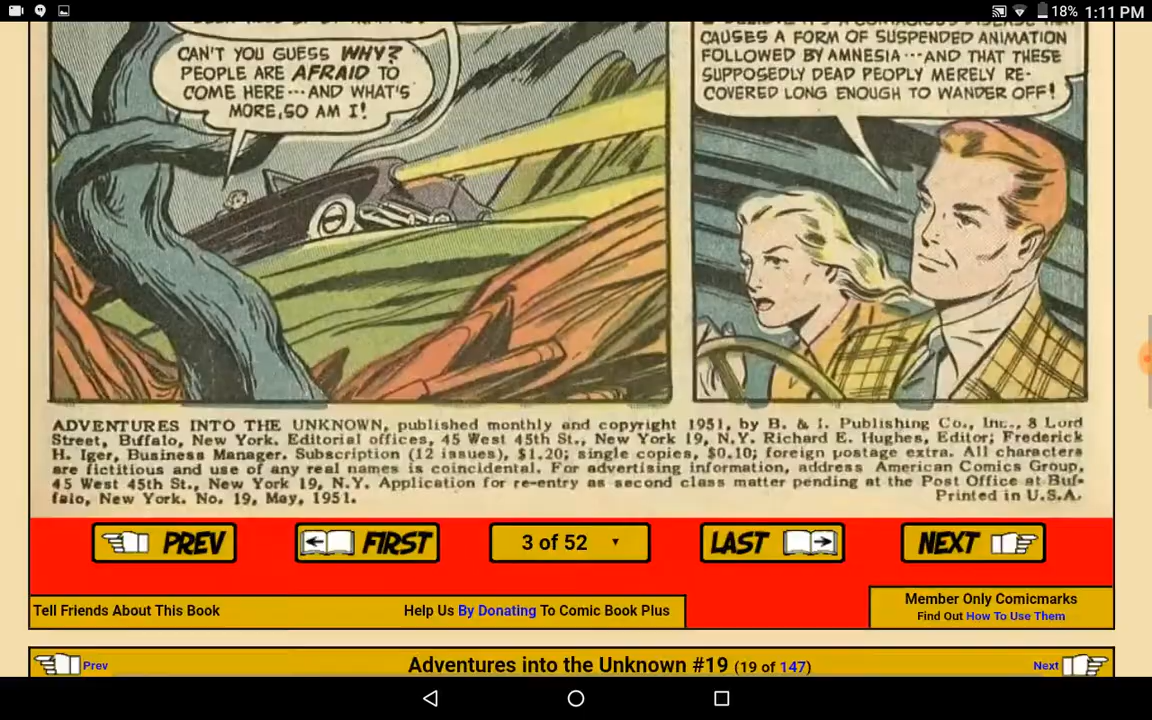 18% 1:11 PM
CAN'T YOU GUESS WHY?
PEOPLE ARE AFRAID TO
COME HERE···AND WHAT'S
MORE, SO AM I!
CAUSES A FORM OF SUSPENDED ANIMATION
FOLLOWED BY AMNESIA···AND THAT THESE
SUPPOSEDLY DEAD PEOPLY MERELY RE-
COVERED LONG ENOUGH TO WANDER OFF!
ADVENTURES INTO THE UNKNOWN, published monthly and copyright 1951, by B. & I. Publishing Co., Inc., 8 Lord
Street, Buffalo, New York. Editorial offices, 45 West 45th St., New York 19, N.Y. Richard E. Hughes, Editor; Frederick
H. Iger, Business Manager. Subscription (12 issues), $1.20; single copies, $0.10; foreign postage extra. All characters
are fictitious and use of any real names is coincidental. For advertising information, address American Comics Group,
45 West 45th St., New York 19, N.Y. Application for re-entry as second class matter pending at the Post Office at Buf-
falo, New York. No. 19, May, 1951. Printed in U.S.A.
PREV FIRST 3 of 52 LAST NEXT
Tell Friends About This Book Help Us By Donating To Comic Book Plus
Member Only Comicmarks
Find Out How To Use Them
Prev Adventures into the Unknown #19 (19 of 147) Next